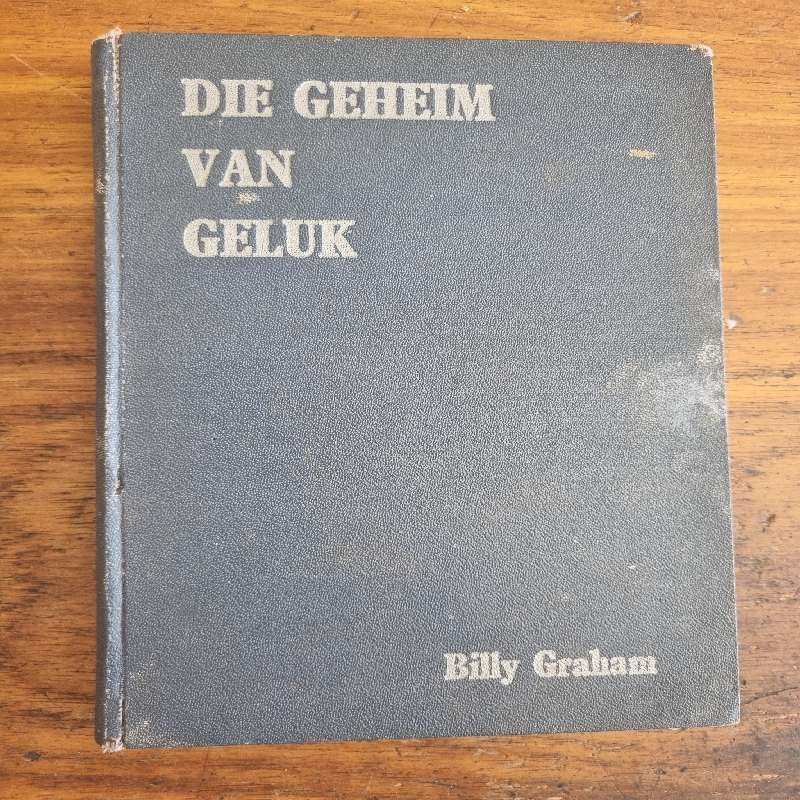 DIE GEHEIM
VAN
GELUK
Billy Graham